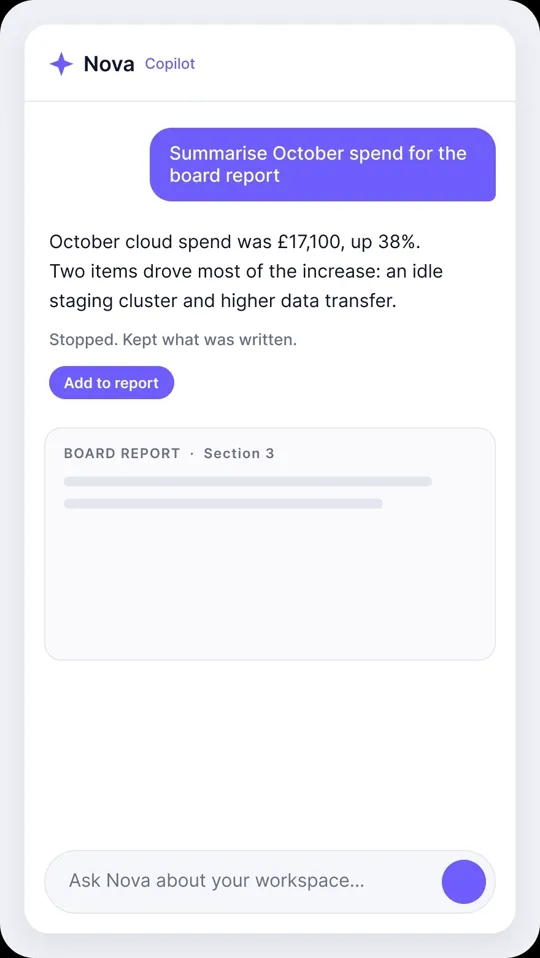 Nova Copilot
Summarise October spend for the
board report
October cloud spend was £17,100, up 38%.
Two items drove most of the increase: an idle
staging cluster and higher data transfer.
Stopped. Kept what was written.
Add to report
BOARD REPORT · Section 3
Ask Nova about your workspace...